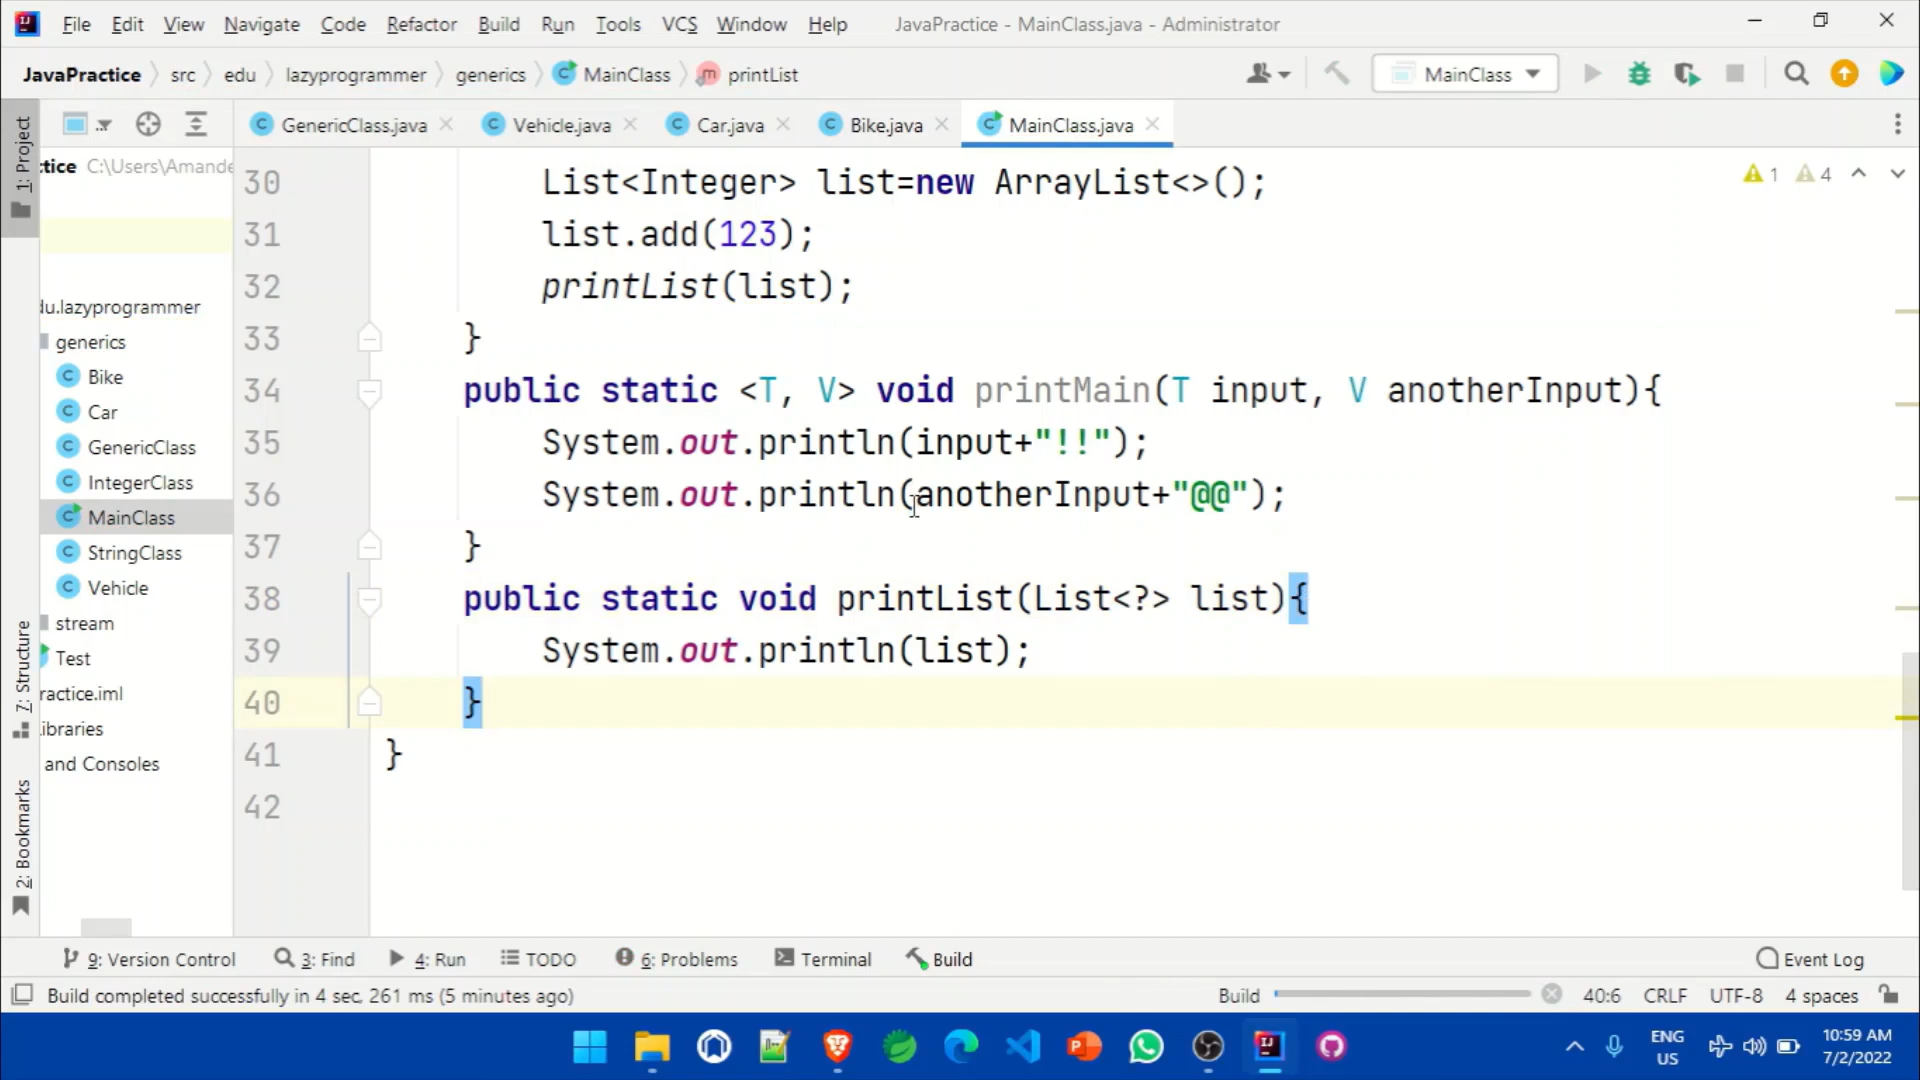 File Edit View Navigate Code Refactor Build Run Tools VCS Window Help JavaPractice - MainClass.java - Administrator
JavaPractice src edu lazyprogrammer generics MainClass printList MainClass
GenericClass.java Vehicle.java Car.java Bike.java MainClass.java
1: Project
7: Structure
2: Bookmarks
tice C:\Users\Amande
du.lazyprogrammer
generics
Bike
Car
GenericClass
IntegerClass
MainClass
StringClass
Vehicle
stream
Test
ractice.iml
ibraries
and Consoles
1 4
30 List<Integer> list=new ArrayList<>();
31 list.add(123);
32 printList(list);
33 }
34 public static <T, V> void printMain(T input, V anotherInput){
35 System.out.println(input+"!!");
36 System.out.println(anotherInput+"@@");
37 }
38 public static void printList(List<?> list){
39 System.out.println(list);
40 }
41 }
42
9: Version Control 3: Find 4: Run TODO 6: Problems Terminal Build Event Log
Build completed successfully in 4 sec, 261 ms (5 minutes ago) Build 40:6 CRLF UTF-8 4 spaces
ENG
US
10:59 AM
7/2/2022